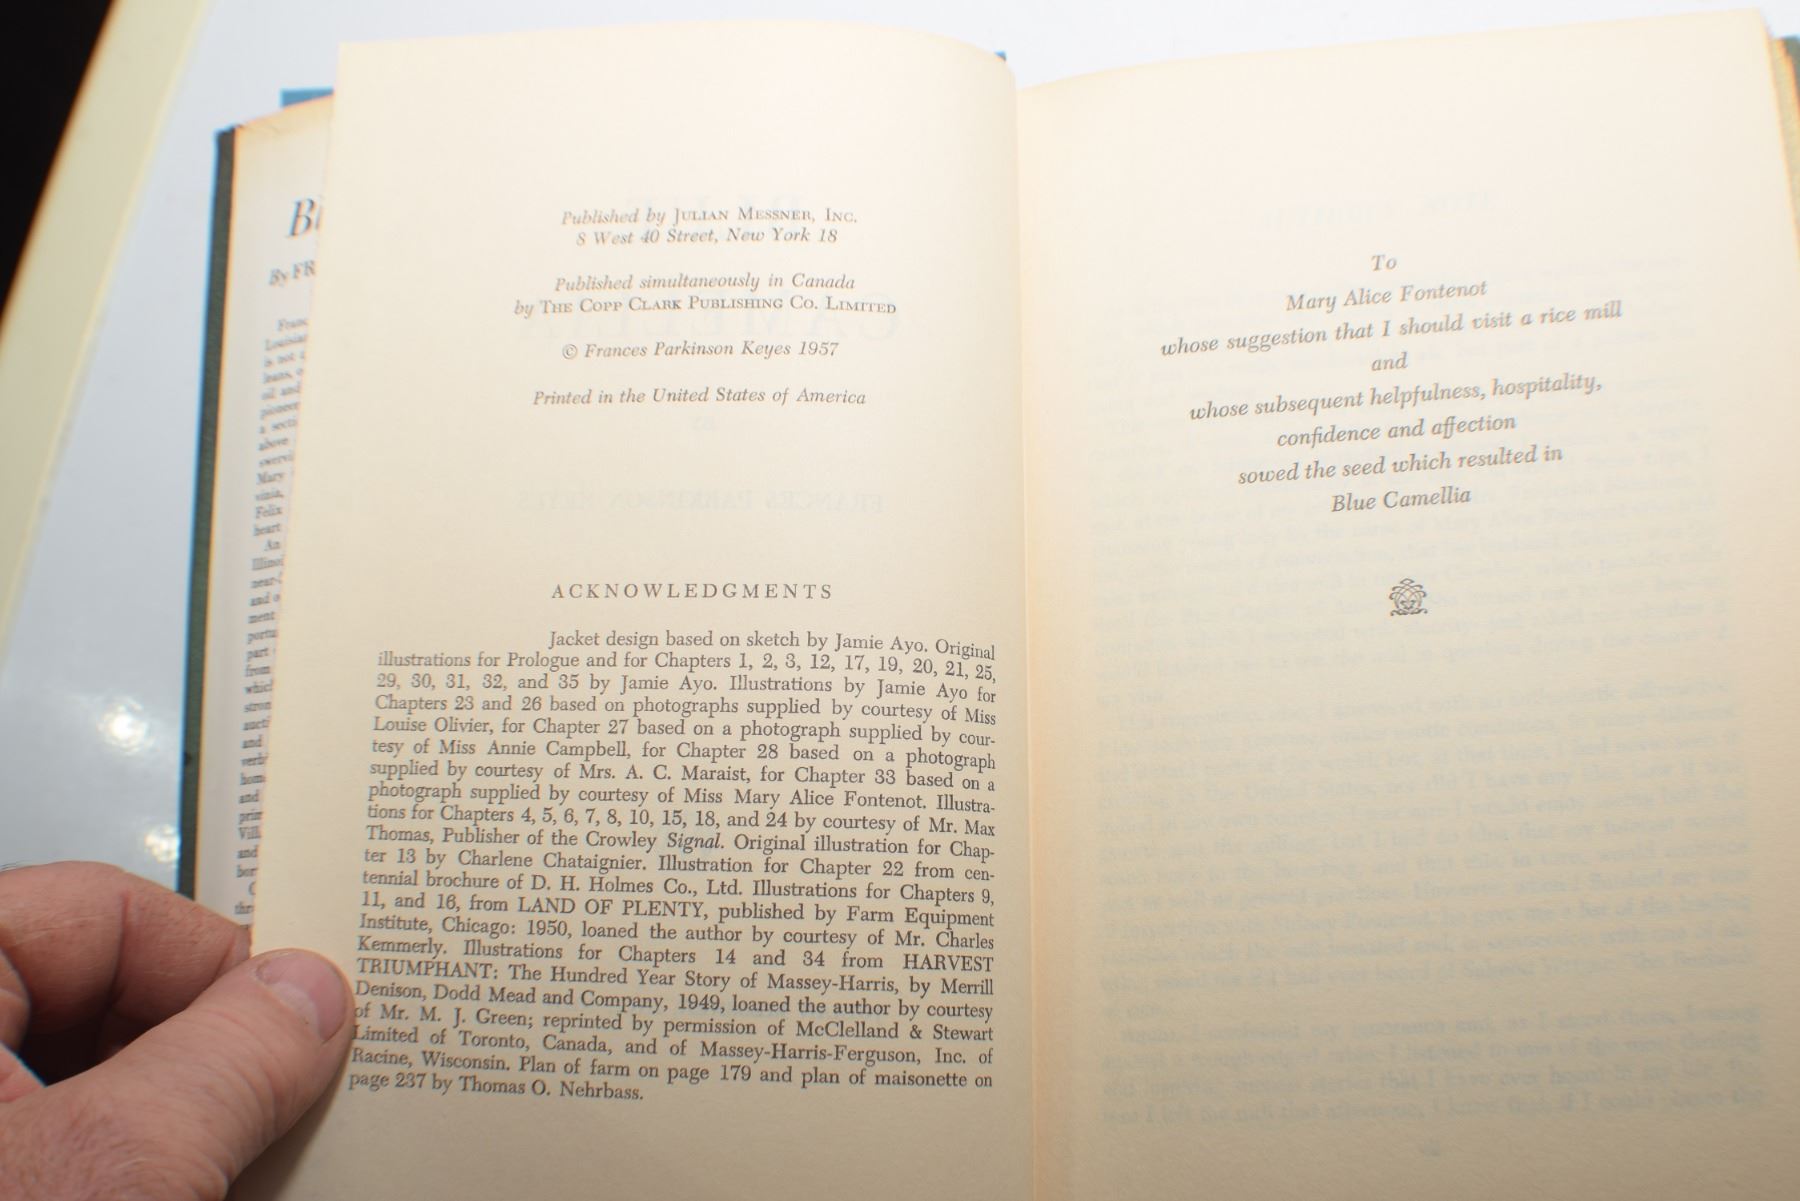 By FR
Published by JULIAN MESSNER, INC.
8 West 40 Street, New York 18
Published simultaneously in Canada
by THE COPP CLARK PUBLISHING CO. LIMITED
© Frances Parkinson Keyes 1957
Printed in the United States of America
ACKNOWLEDGMENTS
Jacket design based on sketch by Jamie Ayo. Original
illustrations for Prologue and for Chapters 1, 2, 3, 12, 17, 19, 20, 21, 25,
29, 30, 31, 32, and 35 by Jamie Ayo. Illustrations by Jamie Ayo for
Chapters 23 and 26 based on photographs supplied by courtesy of Miss
Louise Olivier, for Chapter 27 based on a photograph supplied by cour-
tesy of Miss Annie Campbell, for Chapter 28 based on a photograph
supplied by courtesy of Mrs. A. C. Maraist, for Chapter 33 based on a
photograph supplied by courtesy of Miss Mary Alice Fontenot. Illustra-
tions for Chapters 4, 5, 6, 7, 8, 10, 15, 18, and 24 by courtesy of Mr. Max
Thomas, Publisher of the Crowley Signal. Original illustration for Chap-
ter 13 by Charlene Chataignier. Illustration for Chapter 22 from cen-
tennial brochure of D. H. Holmes Co., Ltd. Illustrations for Chapters 9,
11, and 16, from LAND OF PLENTY, published by Farm Equipment
Institute, Chicago: 1950, loaned the author by courtesy of Mr. Charles
Kemmerly. Illustrations for Chapters 14 and 34 from HARVEST
TRIUMPHANT: The Hundred Year Story of Massey-Harris, by Merrill
Denison, Dodd Mead and Company, 1949, loaned the author by courtesy
of Mr. M. J. Green; reprinted by permission of McClelland & Stewart
Limited of Toronto, Canada, and of Massey-Harris-Ferguson, Inc. of
Racine, Wisconsin. Plan of farm on page 179 and plan of maisonette on
page 237 by Thomas O. Nehrbass.
To
Mary Alice Fontenot
whose suggestion that I should visit a rice mill
and
whose subsequent helpfulness, hospitality,
confidence and affection
sowed the seed which resulted in
Blue Camellia